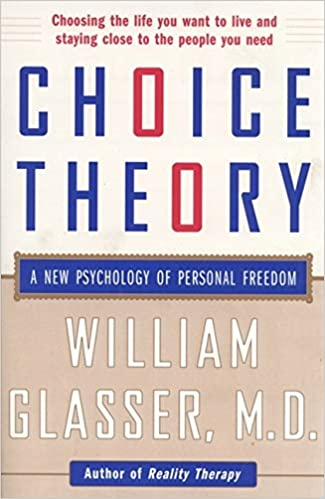 Choosing the life you want to live and
staying close to the people you need
CHOICE
THEORY
A NEW PSYCHOLOGY OF PERSONAL FREEDOM
WILLIAM
GLASSER, M.D.
Author of Reality Therapy